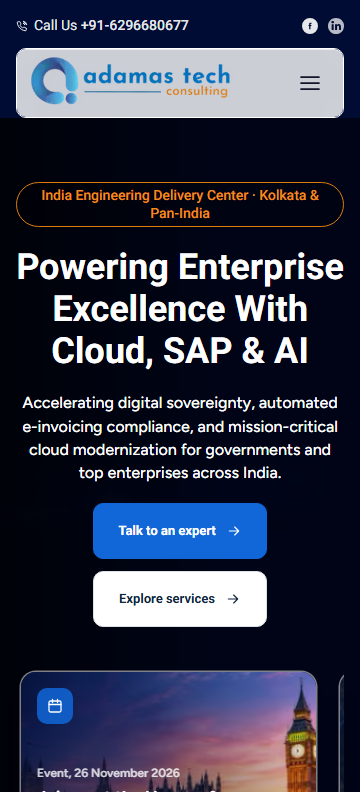 Call Us +91-6296680677
adamas tech
consulting
India Engineering Delivery Center · Kolkata &
Pan-India
Powering Enterprise
Excellence With
Cloud, SAP & AI
Accelerating digital sovereignty, automated
e-invoicing compliance, and mission-critical
cloud modernization for governments and
top enterprises across India.
Talk to an expert →
Explore services →
Event, 26 November 2026